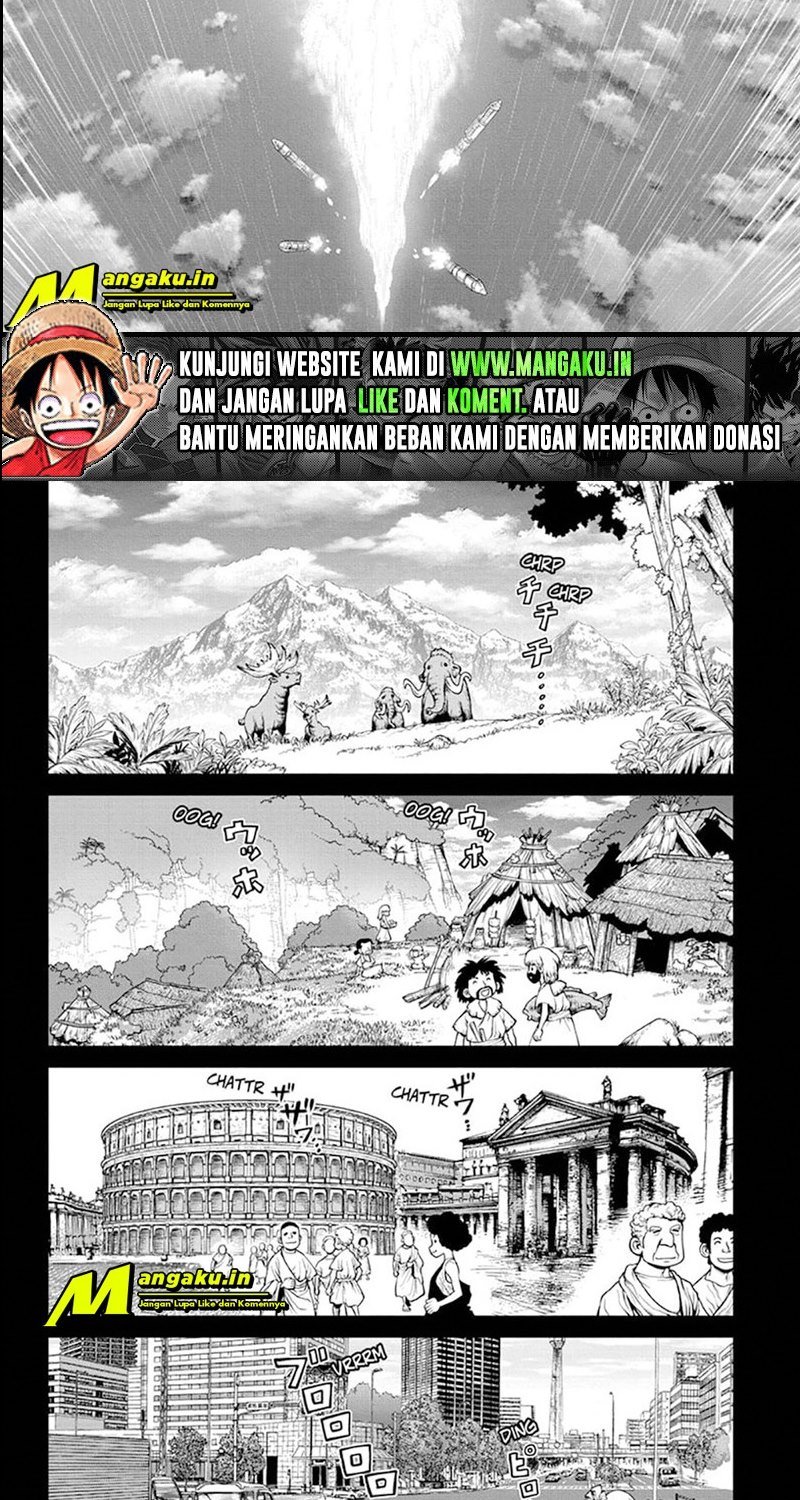 Mangaku.in
Jangan Lupa Like dan Komennya
KUNJUNGI WEBSITE KAMI DI WWW.MANGAKU.IN
DAN JANGAN LUPA LIKE DAN KOMENT. ATAU
BANTU MERINGANKAN BEBAN KAMI DENGAN MEMBERIKAN DONASI
CHRP
チチチ……
CHRP
OOG!
ウッホ
OOG!
ウッホ
CHATTR
ザザワ…
CHATTR
ザワ…
Mangaku.in
Jangan Lupa Like dan Komennya
VRRRM
ブロロロロ
DING
ピロ